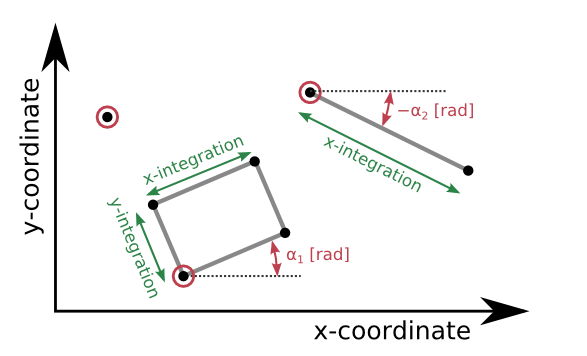 y-coordinate
−α₂ [rad]
x-integration
x-integration
y-integration
α₁ [rad]
x-coordinate